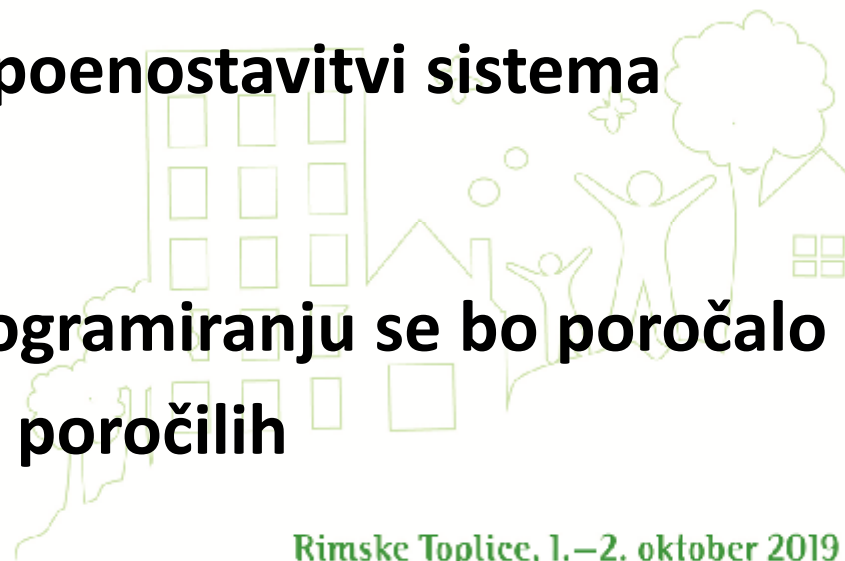 poenostavitvi sistema
ogramiranju se bo poročalo
poročilih
Rimske Toplice, 1.–2. oktober 2019